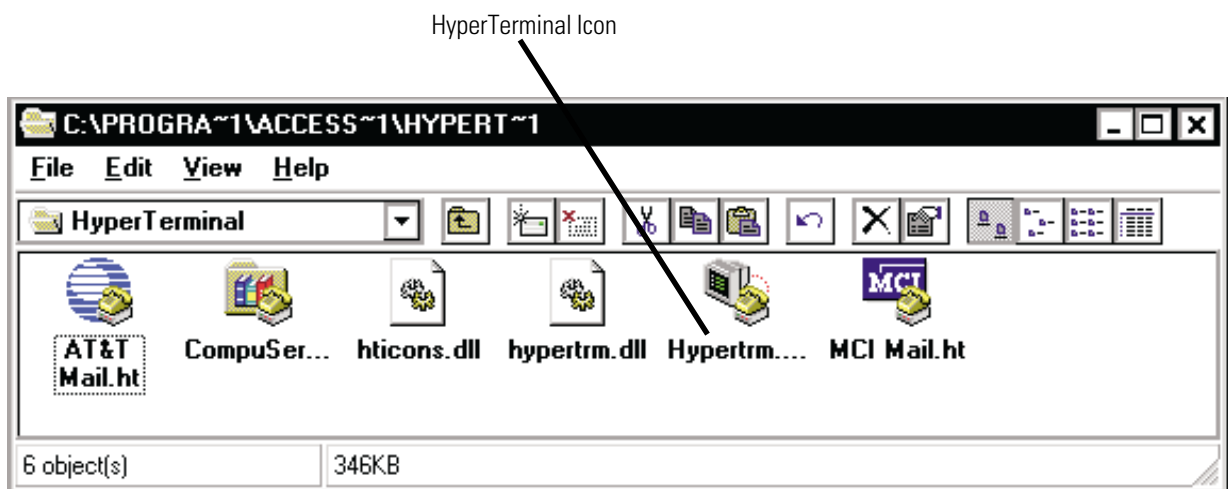 HyperTerminal Icon
C:\PROGRA~1\ACCESS~1\HYPERT~1
File Edit View Help
HyperTerminal
MCI
AT&T Mail.ht CompuSer... hticons.dll hypertrm.dll Hypertrm.... MCI Mail.ht
6 object(s) 346KB